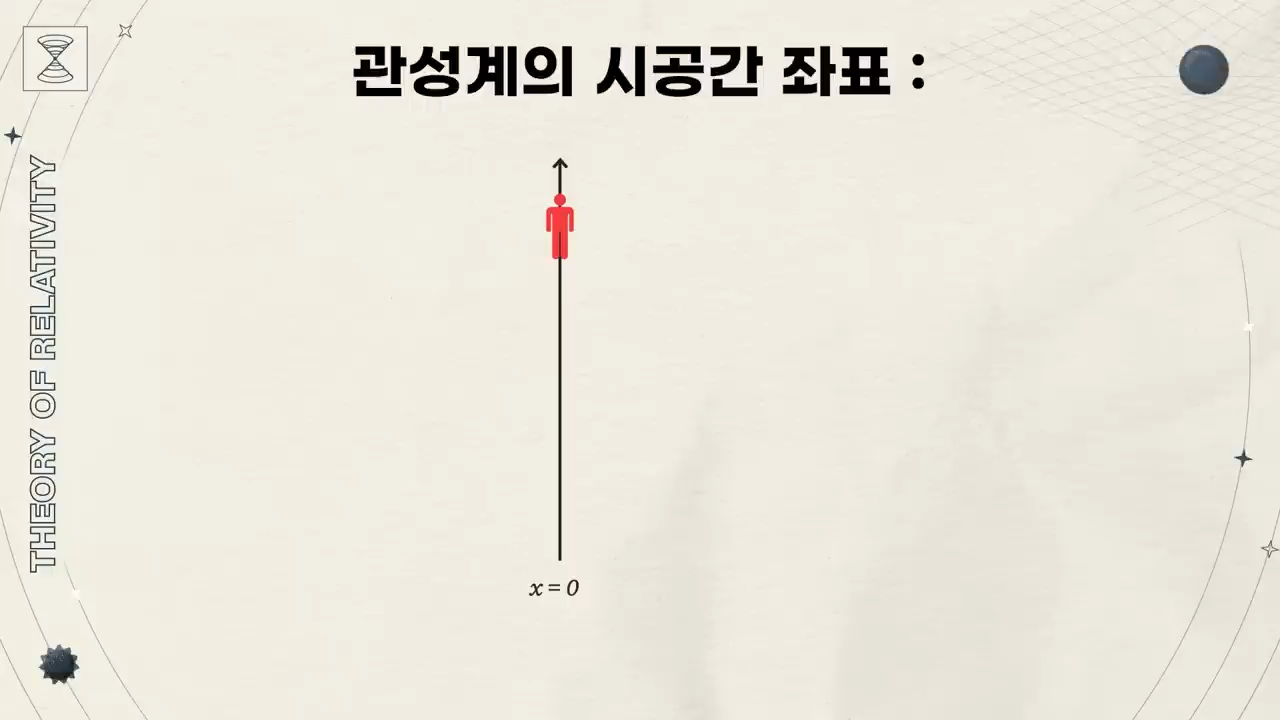 관성계의 시공간 좌표 :
THEORY OF RELATIVITY
x = 0